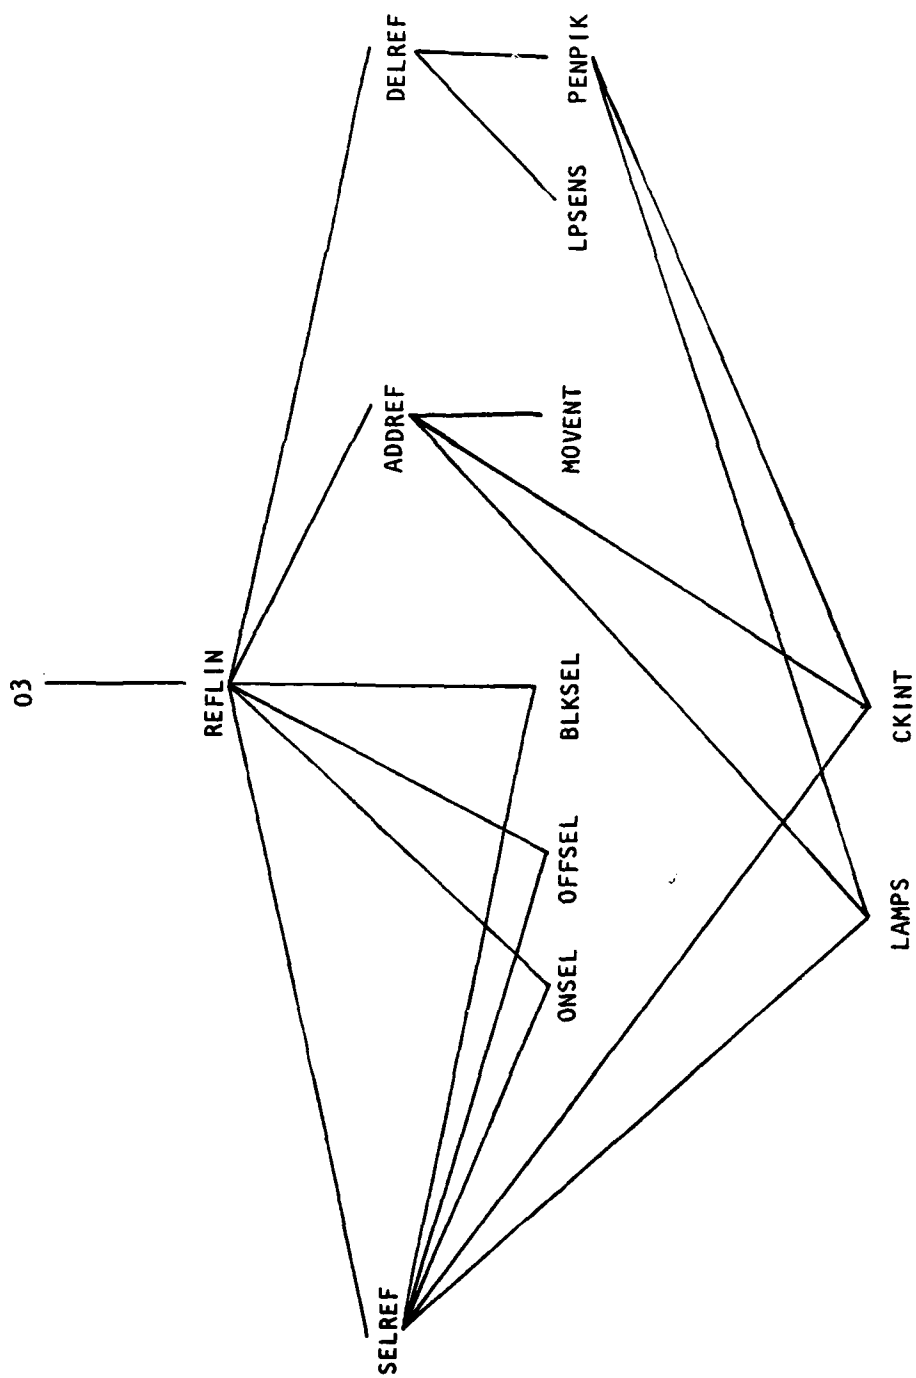 03
REFLIN
SELREF
ADDREF
DELREF
ONSEL
OFFSEL
BLKSEL
MOVENT
LPSENS
PENPIK
LAMPS
CKINT